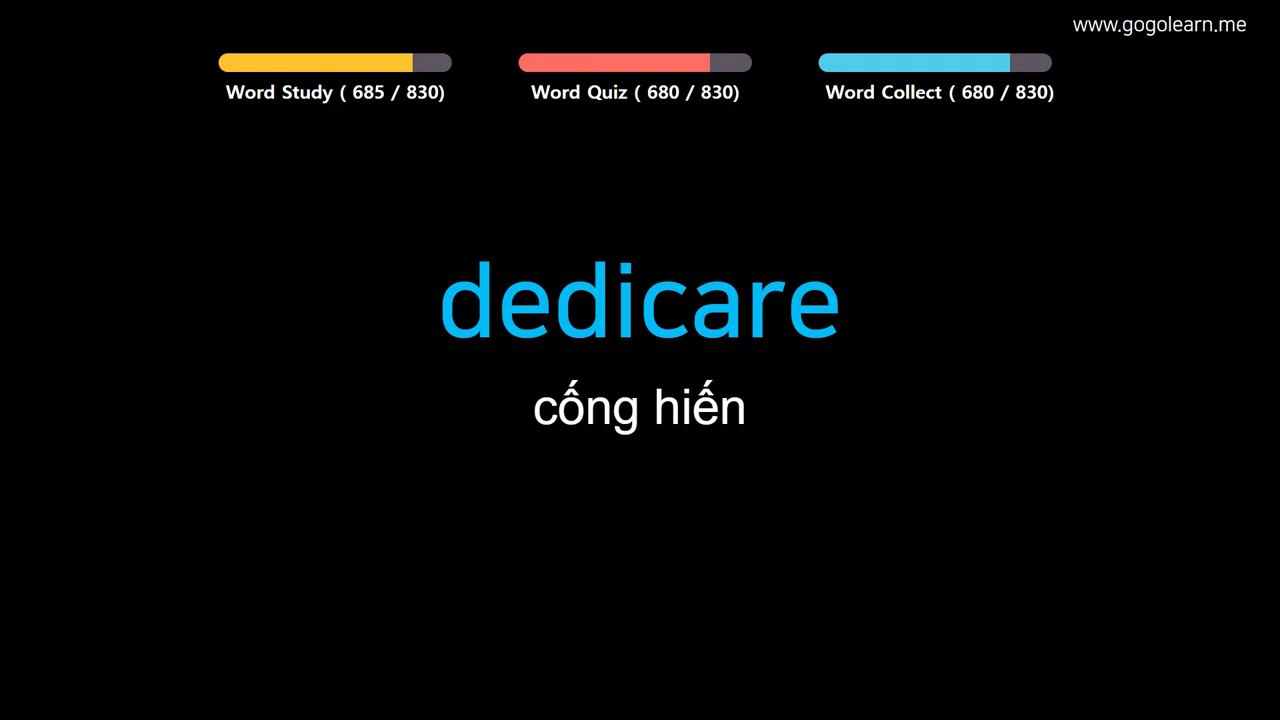 www.gogolearn.me
Word Study ( 685 / 830)
Word Quiz ( 680 / 830)
Word Collect ( 680 / 830)
dedicare
cống hiến